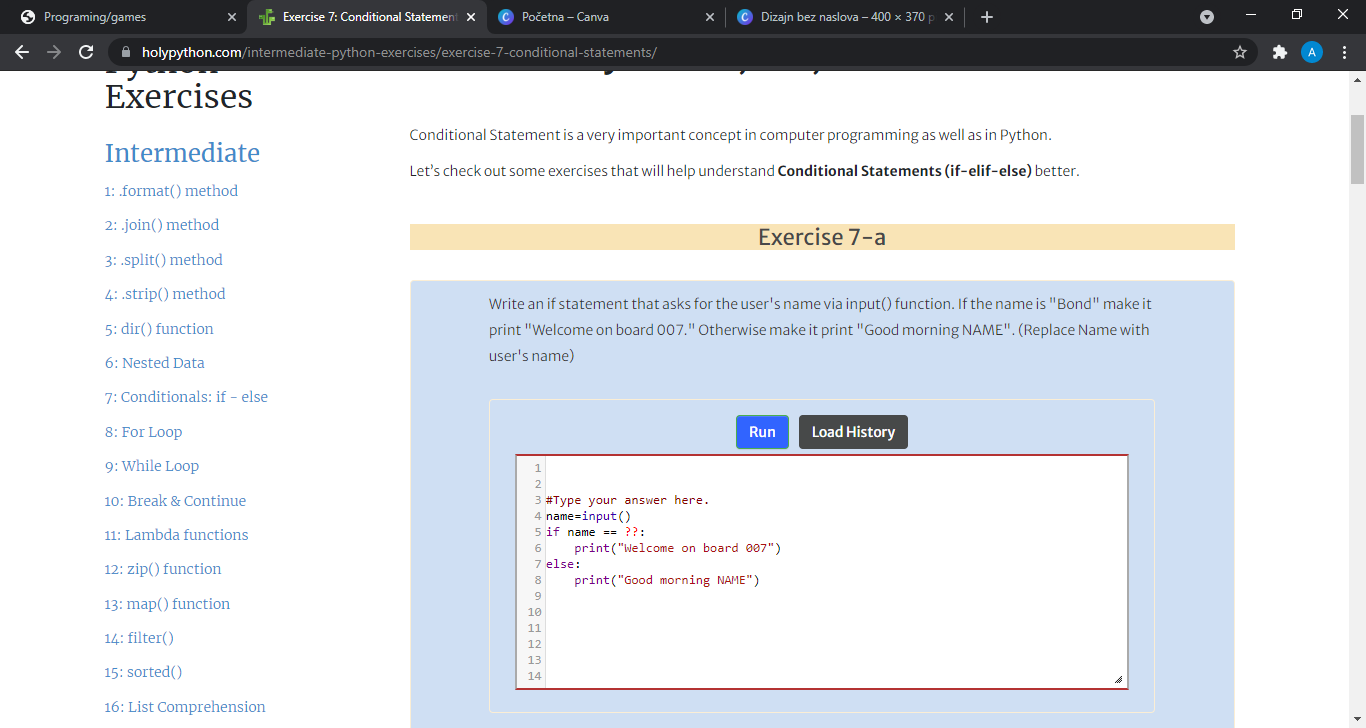 Programing/games
Exercise 7: Conditional Statement
Početna – Canva
Dizajn bez naslova – 400 × 370 p
holypython.com/intermediate-python-exercises/exercise-7-conditional-statements/
A
Python
Exercises
Intermediate
1: .format() method
2: .join() method
3: .split() method
4: .strip() method
5: dir() function
6: Nested Data
7: Conditionals: if – else
8: For Loop
9: While Loop
10: Break & Continue
11: Lambda functions
12: zip() function
13: map() function
14: filter()
15: sorted()
16: List Comprehension
Conditional Statement is a very important concept in computer programming as well as in Python.
Let’s check out some exercises that will help understand Conditional Statements (if-elif-else) better.
Exercise 7-a
Write an if statement that asks for the user's name via input() function. If the name is "Bond" make it
print "Welcome on board 007." Otherwise make it print "Good morning NAME". (Replace Name with
user's name)
Run
Load History
1
2
3 #Type your answer here.
4 name=input()
5 if name == ??:
6 print("Welcome on board 007")
7 else:
8 print("Good morning NAME")
9
10
11
12
13
14